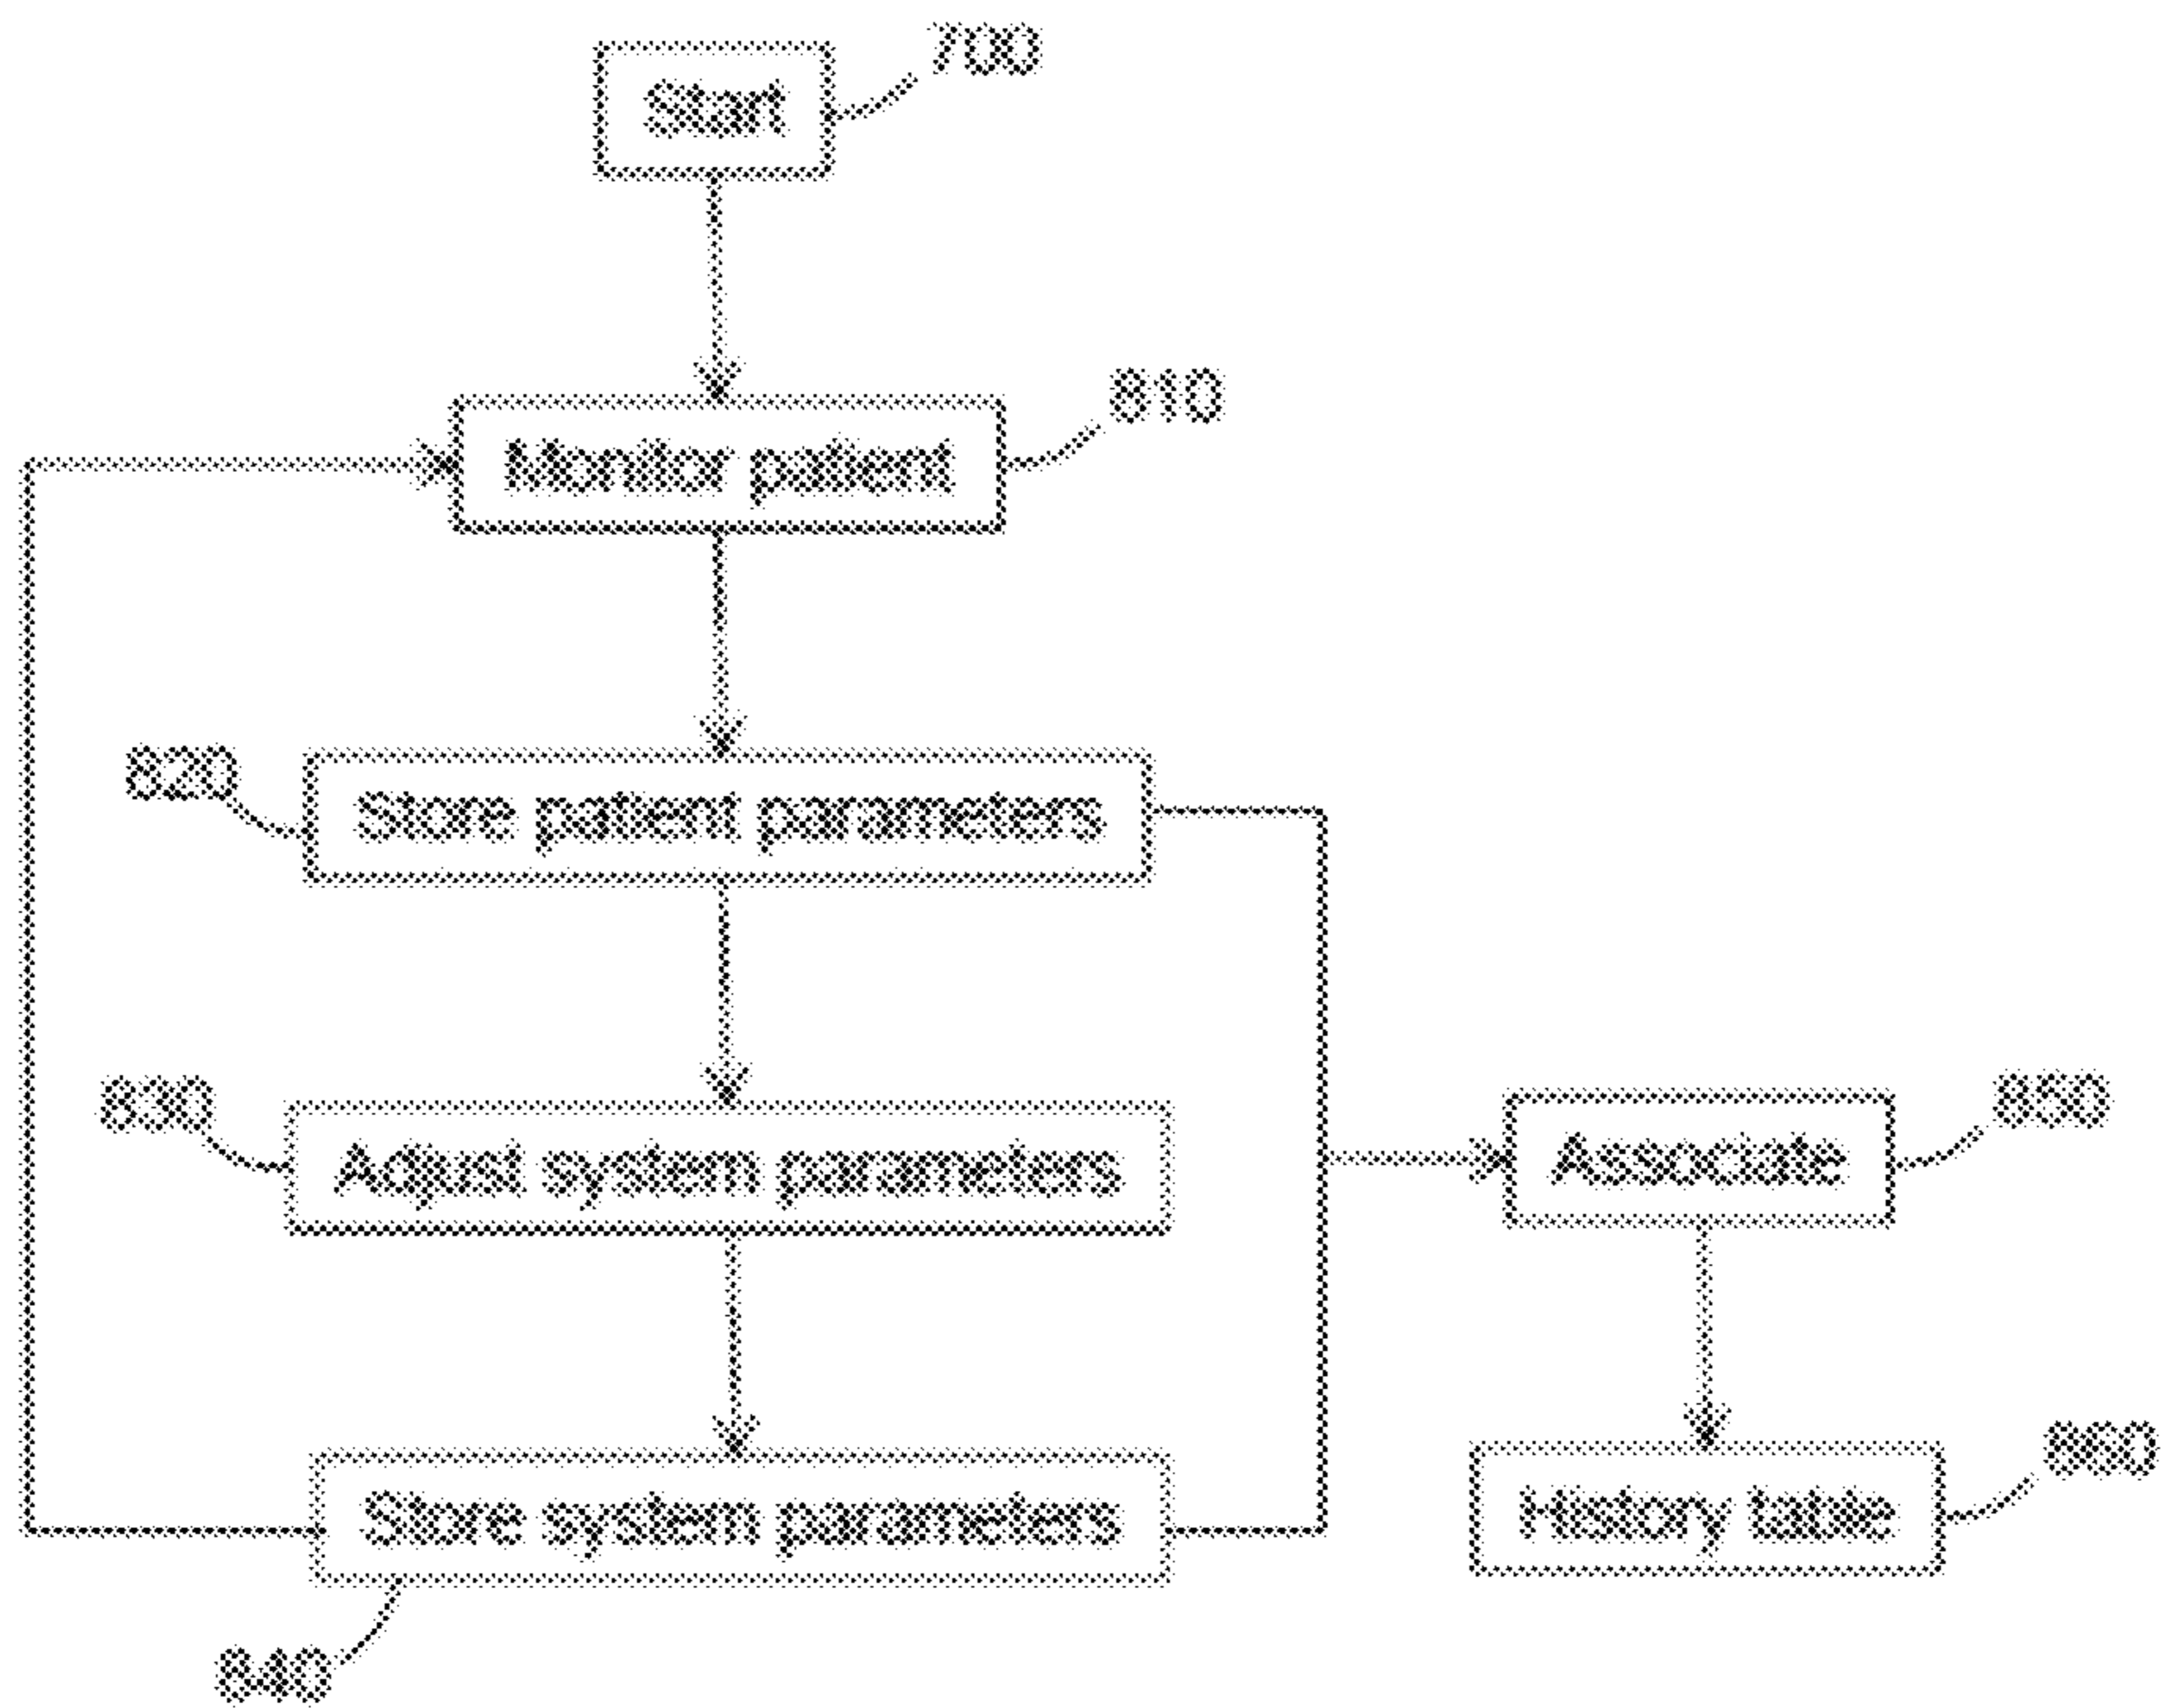 700
Start
810
Monitor patient
820
Store patient parameters
830
Adjust system parameters
850
Associate
860
History table
Store system parameters
840